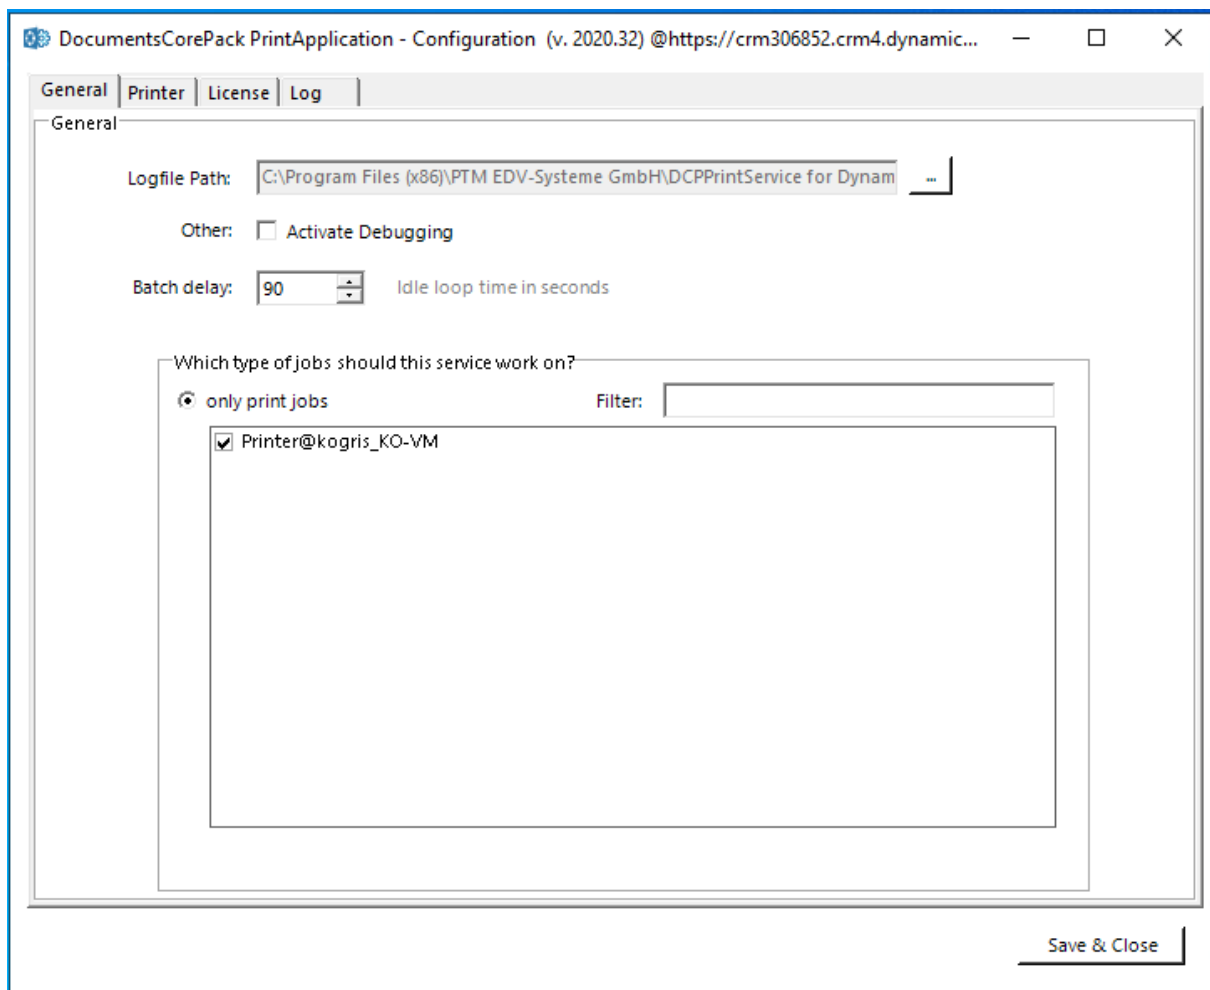 DocumentsCorePack PrintApplication - Configuration (v. 2020.32) @https://crm306852.crm4.dynamic...
General Printer License Log
General
Logfile Path: C:\Program Files (x86)\PTM EDV-Systeme GmbH\DCPPrintService for Dynam ...
Other: Activate Debugging
Batch delay: 90 Idle loop time in seconds
Which type of jobs should this service work on?
only print jobs Filter:
Printer@kogris_KO-VM
Save & Close